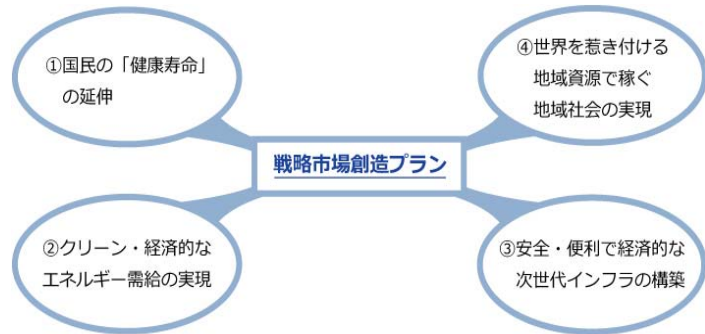 ①国民の「健康寿命」
の延伸
④世界を惹き付ける
地域資源で稼ぐ
地域社会の実現
戦略市場創造プラン
②クリーン・経済的な
エネルギー需給の実現
③安全・便利で経済的な
次世代インフラの構築